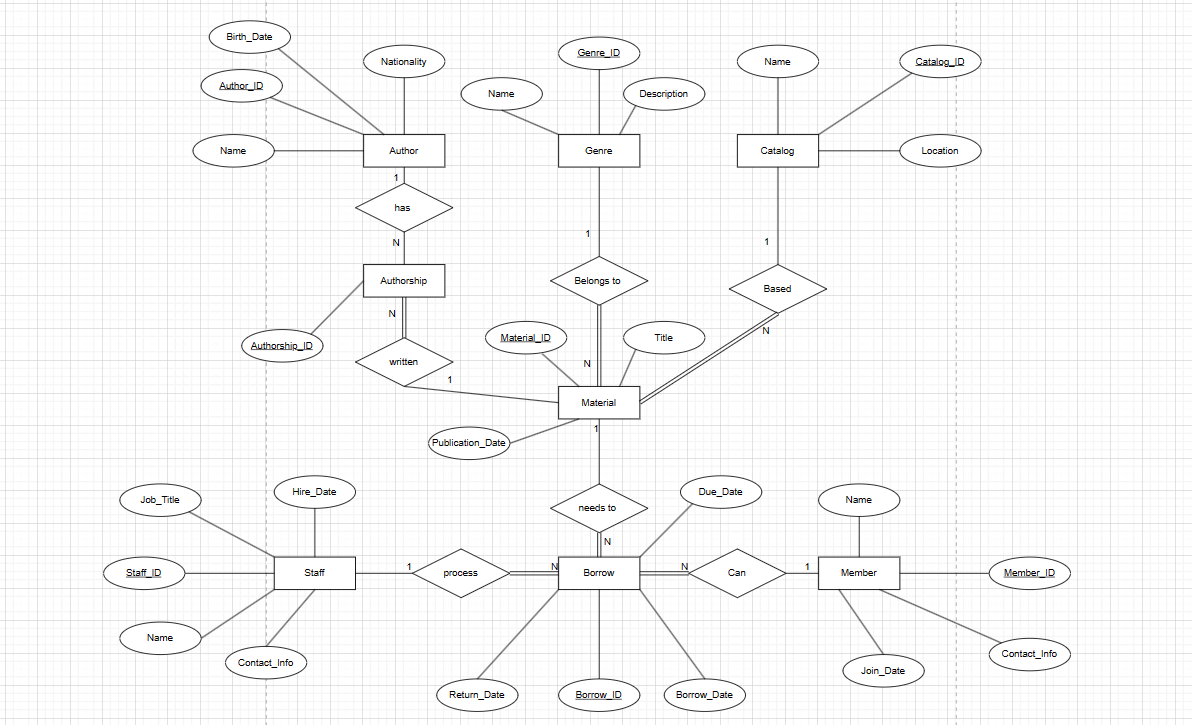 Birth_Date
Nationality
Genre_ID
Name
Catalog_ID
Author_ID
Name
Description
Name
Author
Genre
Catalog
Location
1
has
1
1
N
Authorship
Belongs to
Based
N
N
Authorship_ID
Material_ID
Title
written
N
1
Material
1
Publication_Date
Job_Title
Hire_Date
Due_Date
Name
needs to
N
Staff_ID
Staff
1
process
N
Borrow
N
Can
1
Member
Member_ID
Name
Contact_Info
Contact_Info
Join_Date
Return_Date
Borrow_ID
Borrow_Date